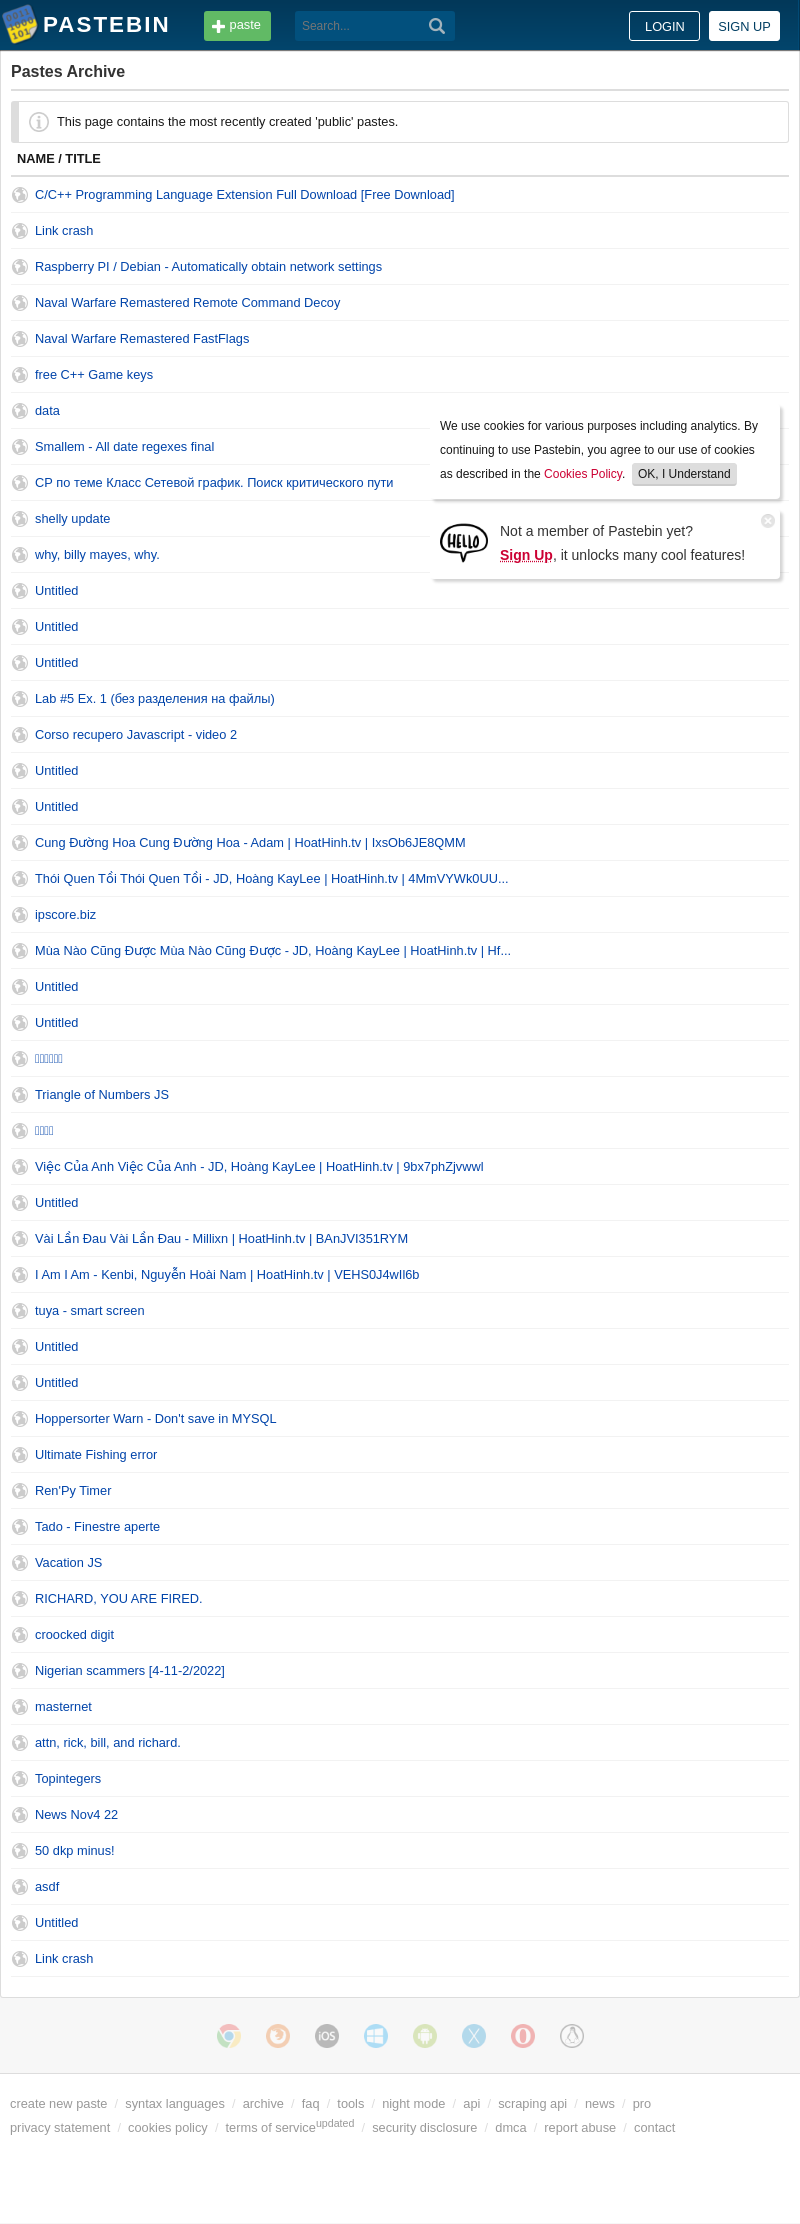 PASTEBIN
paste
Search...
LOGIN
SIGN UP
Pastes Archive
This page contains the most recently created 'public' pastes.
NAME / TITLE
C/C++ Programming Language Extension Full Download [Free Download]
Link crash
Raspberry PI / Debian - Automatically obtain network settings
Naval Warfare Remastered Remote Command Decoy
Naval Warfare Remastered FastFlags
free C++ Game keys
data
Smallem - All date regexes final
СР по теме Класс Сетевой график. Поиск критического пути
shelly update
why, billy mayes, why.
We use cookies for various purposes including analytics. By
continuing to use Pastebin, you agree to our use of cookies
as described in the Cookies Policy. OK, I Understand
HELLO
Not a member of Pastebin yet?
Sign Up, it unlocks many cool features!
Untitled
Untitled
Untitled
Lab #5 Ex. 1 (без разделения на файлы)
Corso recupero Javascript - video 2
Untitled
Untitled
Cung Đường Hoa Cung Đường Hoa - Adam | HoatHinh.tv | IxsOb6JE8QMM
Thói Quen Tồi Thói Quen Tồi - JD, Hoàng KayLee | HoatHinh.tv | 4MmVYWk0UU...
ipscore.biz
Mùa Nào Cũng Được Mùa Nào Cũng Được - JD, Hoàng KayLee | HoatHinh.tv | Hf...
Untitled
Untitled
Triangle of Numbers JS
Việc Của Anh Việc Của Anh - JD, Hoàng KayLee | HoatHinh.tv | 9bx7phZjvwwl
Untitled
Vài Lần Đau Vài Lần Đau - Millixn | HoatHinh.tv | BAnJVI351RYM
I Am I Am - Kenbi, Nguyễn Hoài Nam | HoatHinh.tv | VEHS0J4wIl6b
tuya - smart screen
Untitled
Untitled
Hoppersorter Warn - Don't save in MYSQL
Ultimate Fishing error
Ren'Py Timer
Tado - Finestre aperte
Vacation JS
RICHARD, YOU ARE FIRED.
croocked digit
Nigerian scammers [4-11-2/2022]
masternet
attn, rick, bill, and richard.
Topintegers
News Nov4 22
50 dkp minus!
asdf
Untitled
Link crash
iOS
create new paste / syntax languages / archive / faq / tools / night mode / api / scraping api / news / pro
privacy statement / cookies policy / terms of service updated / security disclosure / dmca / report abuse / contact